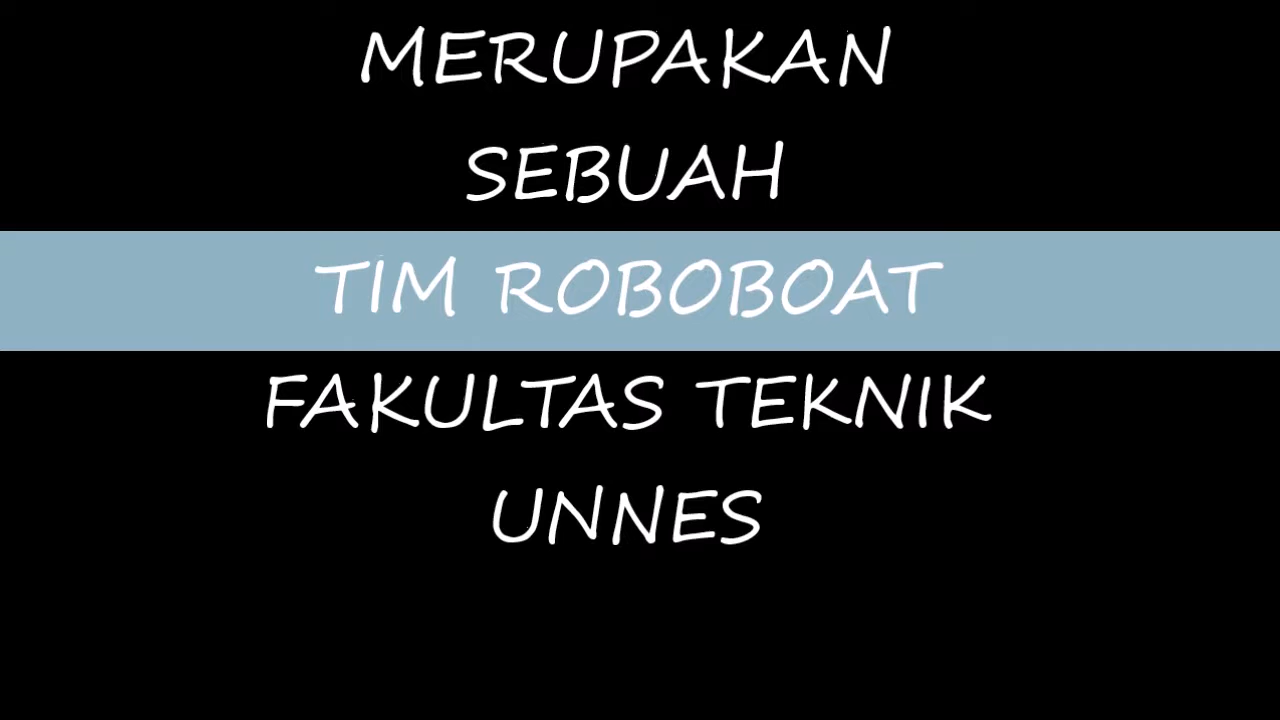 MERUPAKAN
SEBUAH
TIM ROBOBOAT
FAKULTAS TEKNIK
UNNES